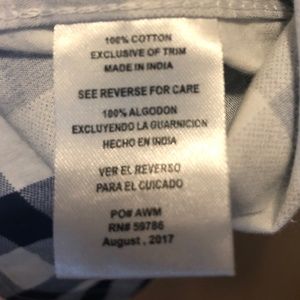 100% COTTON
EXCLUSIVE OF TRIM
MADE IN INDIA
SEE REVERSE FOR CARE
100% ALGODON
EXCLUYENDO LA GUARNICION
HECHO EN INDIA
VER EL REVERSO
PARA EL CUICADO
PO# AWM
RN# 59786
August , 2017